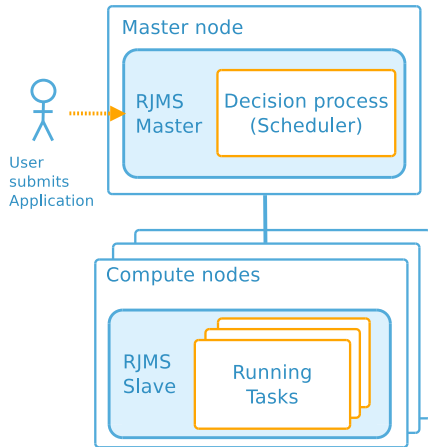 Master node
RJMS
Master
Decision process
(Scheduler)
User
submits
Application
Compute nodes
RJMS
Slave
Running
Tasks